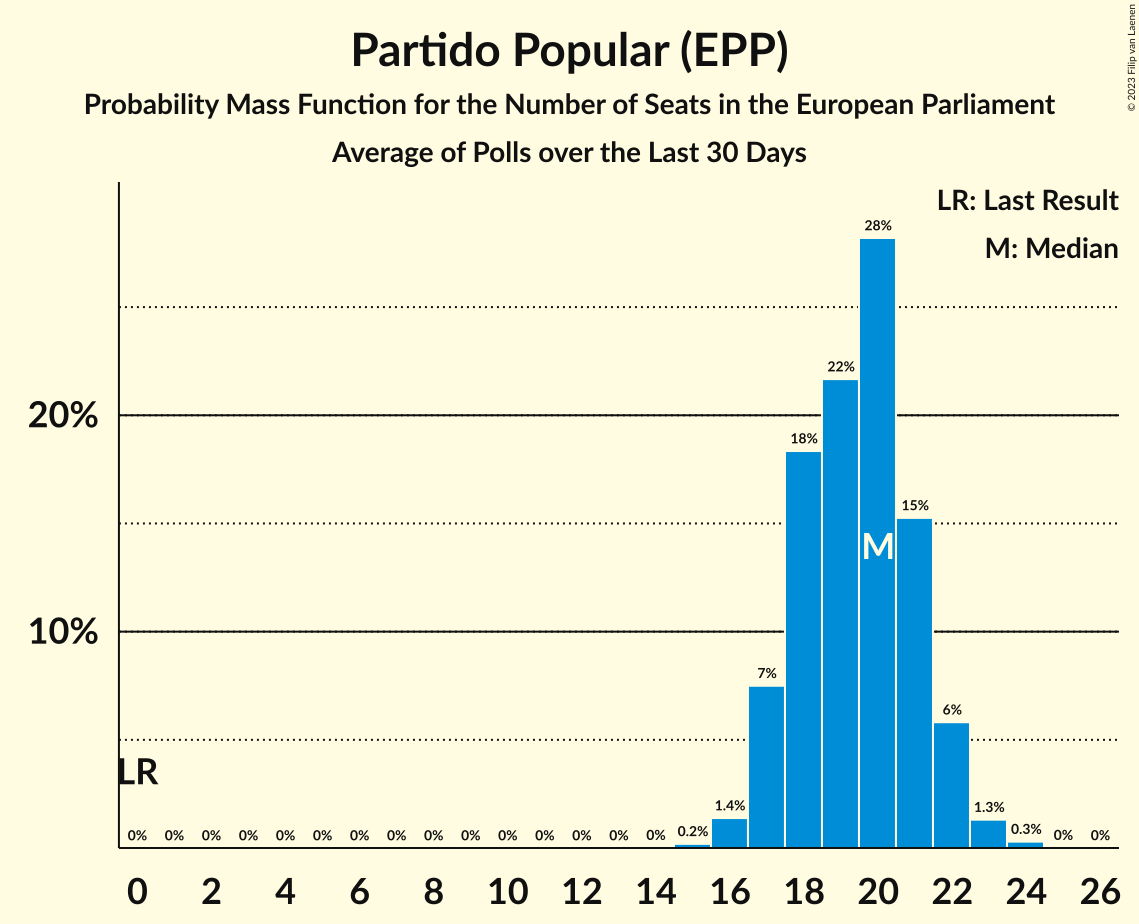 Partido Popular (EPP)
Probability Mass Function for the Number of Seats in the European Parliament
Average of Polls over the Last 30 Days
© 2023 Filip van Laenen
LR: Last Result
M: Median
28%
22%
20%
18%
15%
M
10%
7%
6%
LR
0% 0% 0% 0% 0% 0% 0% 0% 0% 0% 0% 0% 0% 0% 0% 0.2% 1.4% 1.3% 0.3% 0% 0%
0 2 4 6 8 10 12 14 16 18 20 22 24 26